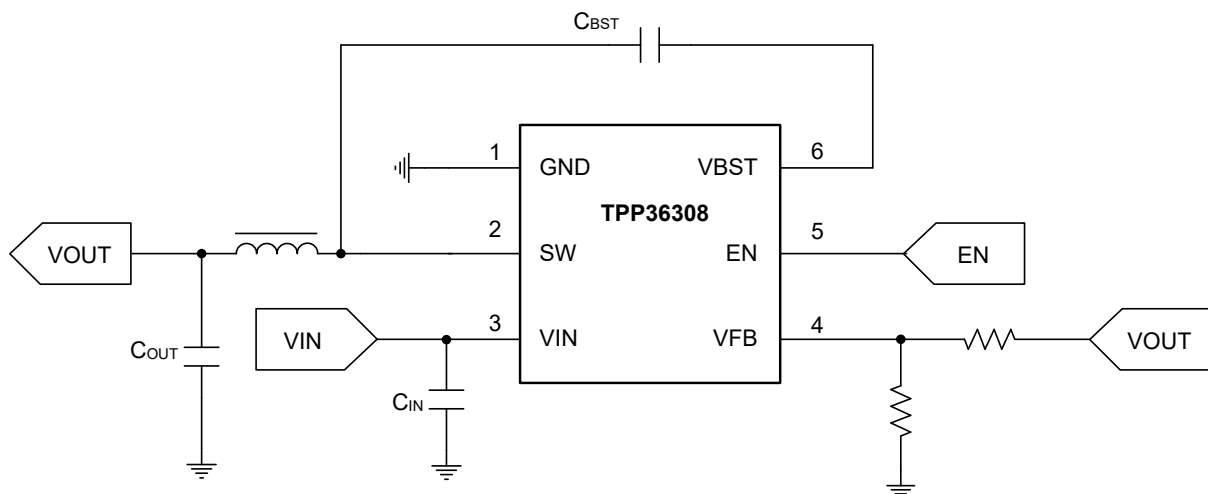 CBST
1
GND
VBST
6
TPP36308
VOUT
2
SW
EN
5
EN
VIN
3
VIN
VFB
4
VOUT
COUT
CIN